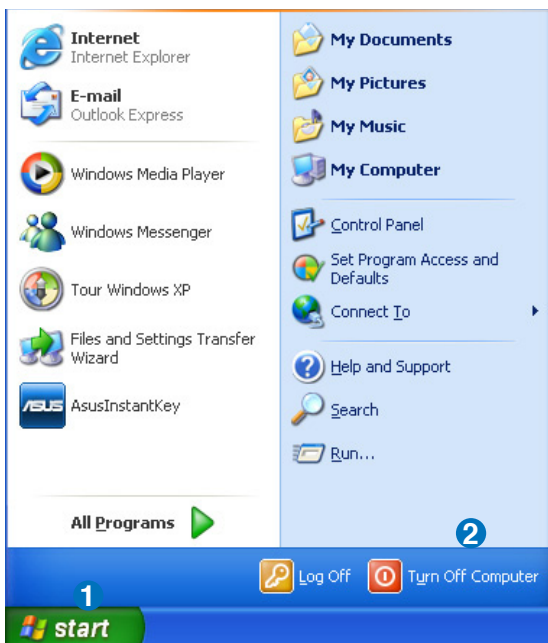 Internet
Internet Explorer
E-mail
Outlook Express
Windows Media Player
Windows Messenger
Tour Windows XP
Files and Settings Transfer
Wizard
ASUS AsusInstantKey
All Programs
My Documents
My Pictures
My Music
My Computer
Control Panel
Set Program Access and
Defaults
Connect To
Help and Support
Search
Run...
2
Log Off Turn Off Computer
1
start